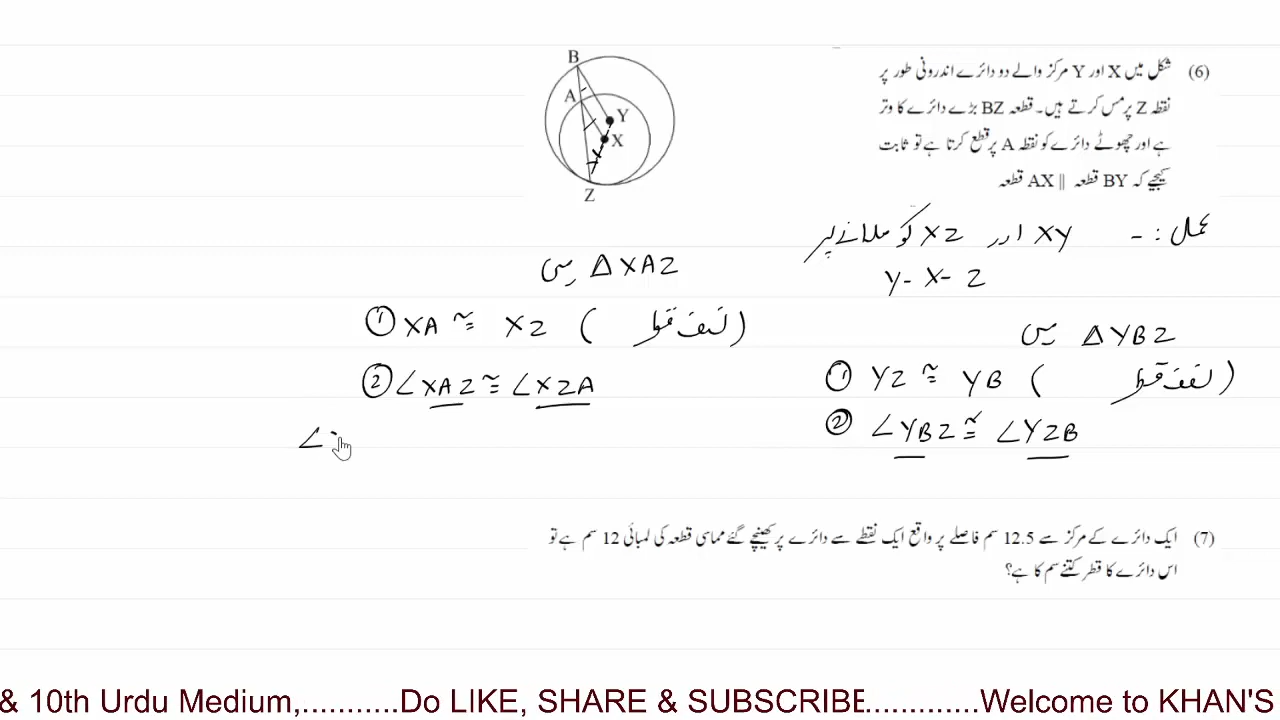 (6) شکل میں X اور Y مرکز والے دو دائرے اندرونی طور پر
نقطہ Z پر مس کرتے ہیں۔ قطعہ BZ بڑے دائرے کا وتر
ہے اور چھوٹے دائرے کو نقطہ A پر قطع کرتا ہے تو ثابت
کیجیے کہ قطعہ BY || قطعہ AX
B
A
Y
X
Z
عمل :- XY اور XZ کو ملانے پر
Y - X - Z
△YBZ میں
① YZ ≅ YB (نصف قطر)
② ∠YBZ ≅ ∠YZB
△XAZ میں
① XA ≅ XZ (نصف قطر)
② ∠XAZ ≅ ∠XZA
∠
(7) ایک دائرے کے مرکز سے 12.5 سم فاصلے پر واقع ایک نقطے سے دائرے پر کھینچے گئے مماسی قطعہ کی لمبائی 12 سم ہے تو
اس دائرے کا قطر کتنے سم کا ہے؟
& 10th Urdu Medium,...........Do LIKE, SHARE & SUBSCRIBE.............Welcome to KHAN'S